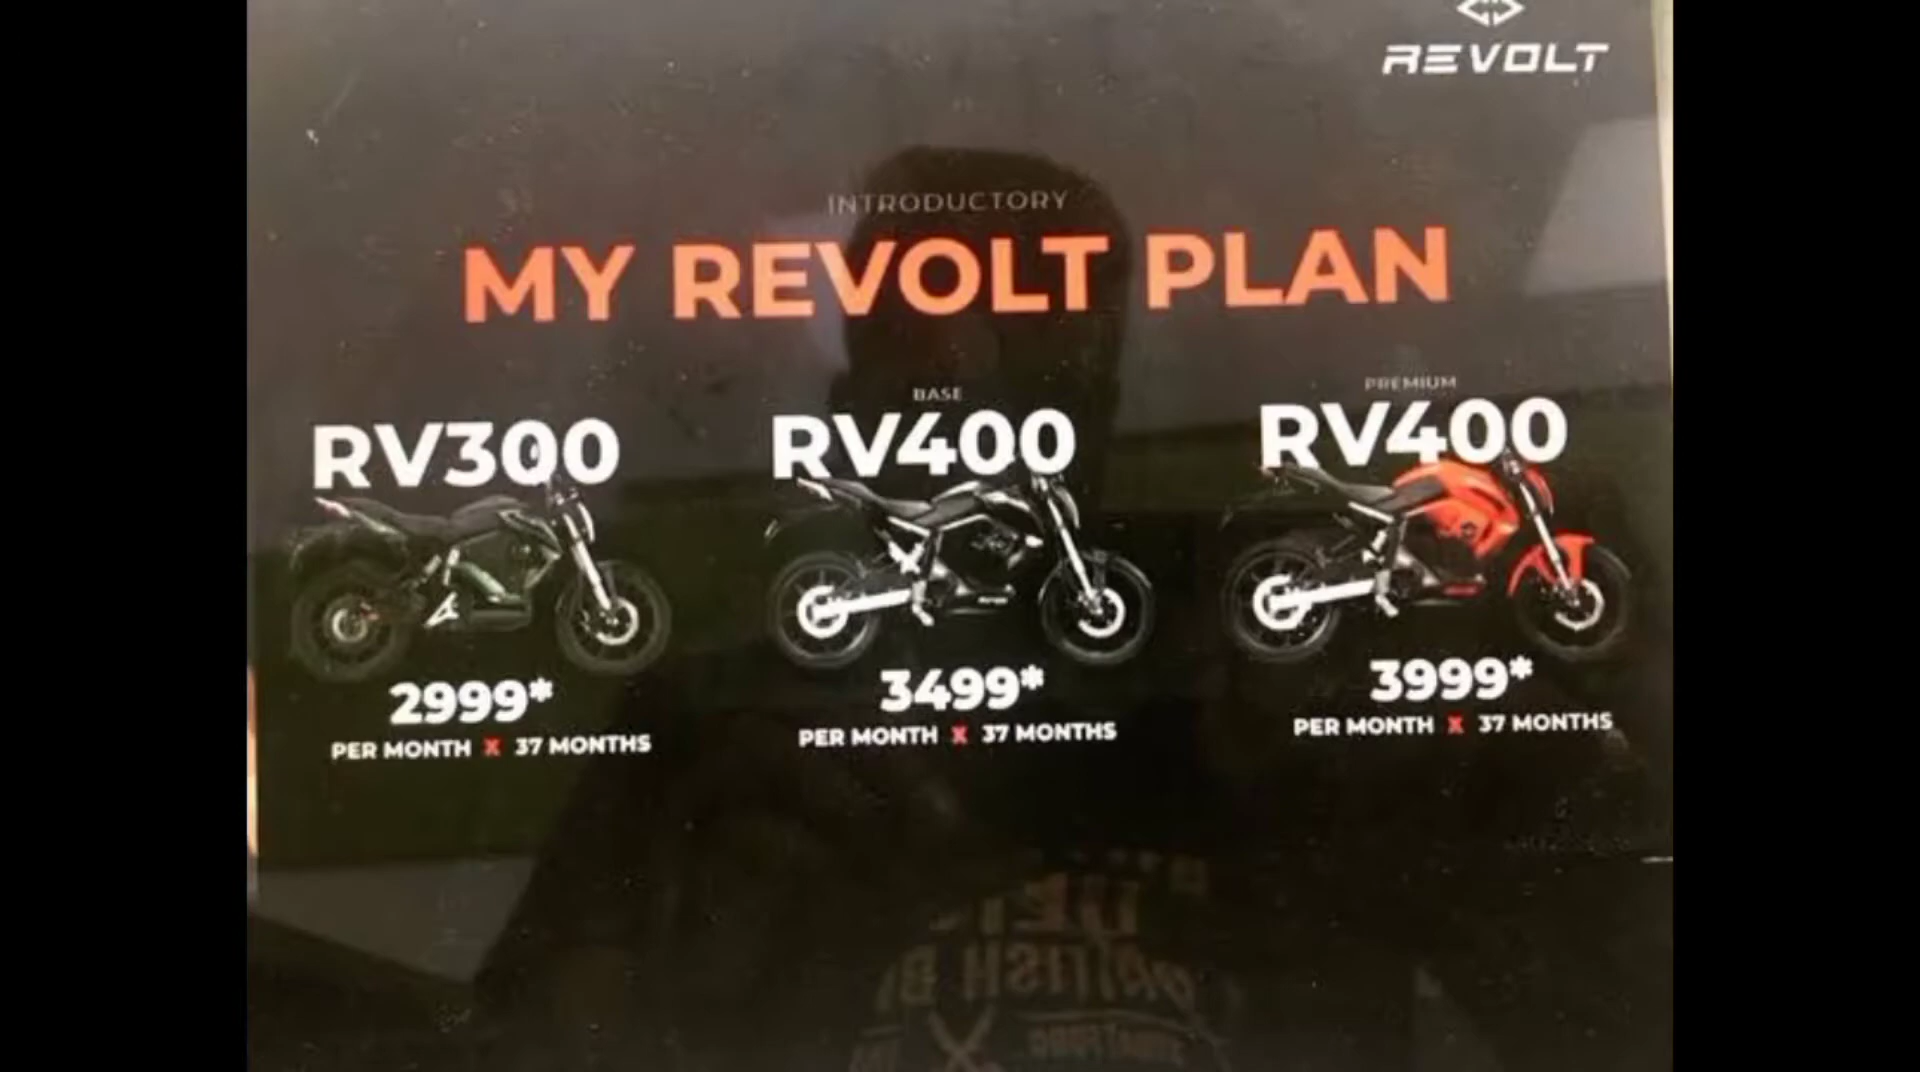 REVOLT
INTRODUCTORY
MY REVOLT PLAN
RV300
BASE
RV400
PREMIUM
RV400
2999*
PER MONTH X 37 MONTHS
3499*
PER MONTH X 37 MONTHS
3999*
PER MONTH X 37 MONTHS